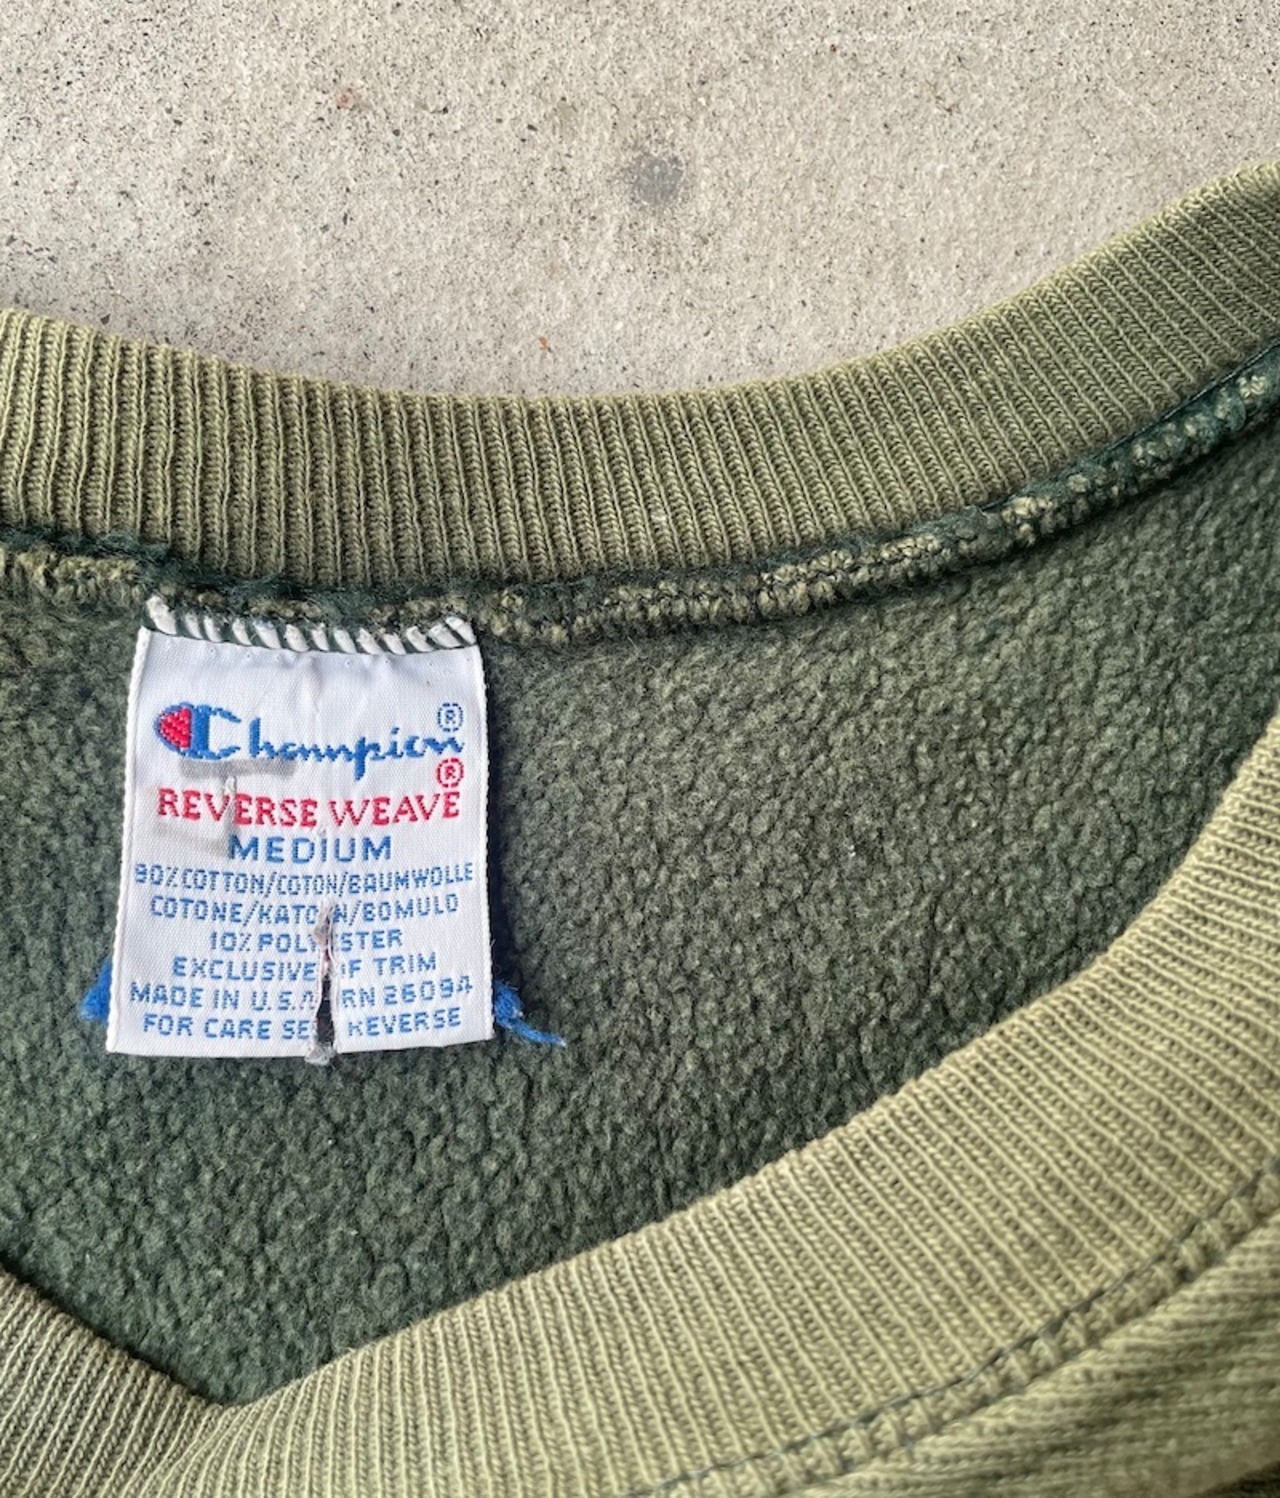 Champion®
®
REVERSE WEAVE
MEDIUM
90% COTTON/COTON/BAUMWOLLE
COTONE/KATOEN/BOMULD
10% POLYESTER
EXCLUSIVE OF TRIM
MADE IN U.S.A. RN 26094
FOR CARE SEE REVERSE